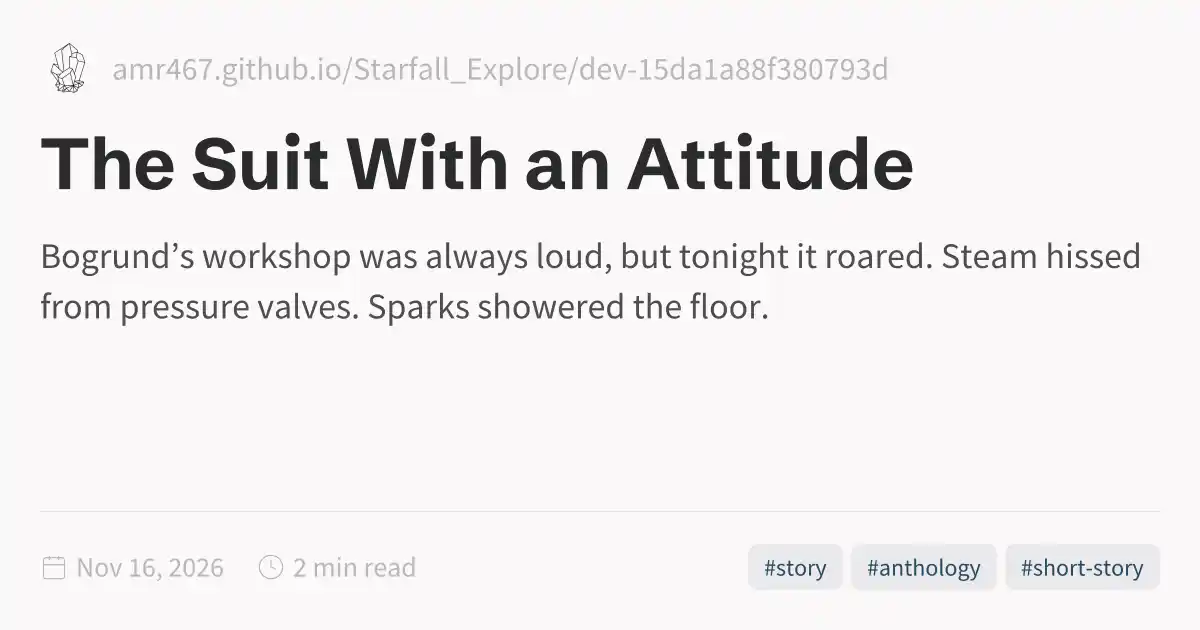 amr467.github.io/Starfall_Explore/dev-15da1a88f380793d
The Suit With an Attitude
Bogrund’s workshop was always loud, but tonight it roared. Steam hissed
from pressure valves. Sparks showered the floor.
Nov 16, 2026 2 min read #story #anthology #short-story